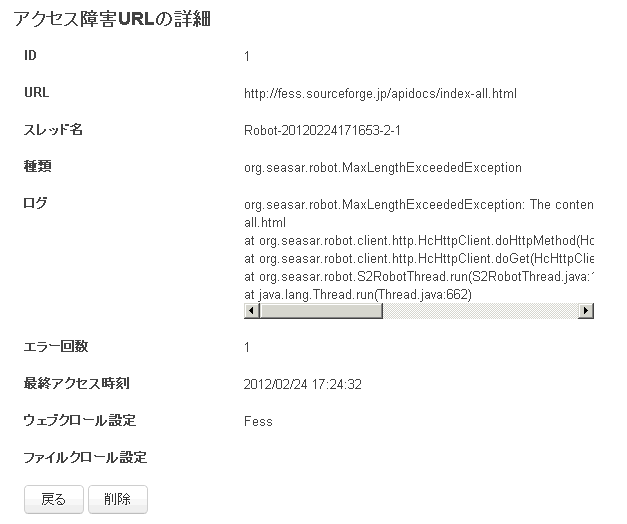 アクセス障害URLの詳細
ID 1
URL http://fess.sourceforge.jp/apidocs/index-all.html
スレッド名 Robot-20120224171653-2-1
種類 org.seasar.robot.MaxLengthExceededException
ログ org.seasar.robot.MaxLengthExceededException: The conten
all.html
at org.seasar.robot.client.http.HcHttpClient.doHttpMethod(Hc
at org.seasar.robot.client.http.HcHttpClient.doGet(HcHttpClie
at org.seasar.robot.S2RobotThread.run(S2RobotThread.java:
at java.lang.Thread.run(Thread.java:662)
エラー回数 1
最終アクセス時刻 2012/02/24 17:24:32
ウェブクロール設定 Fess
ファイルクロール設定
戻る 削除